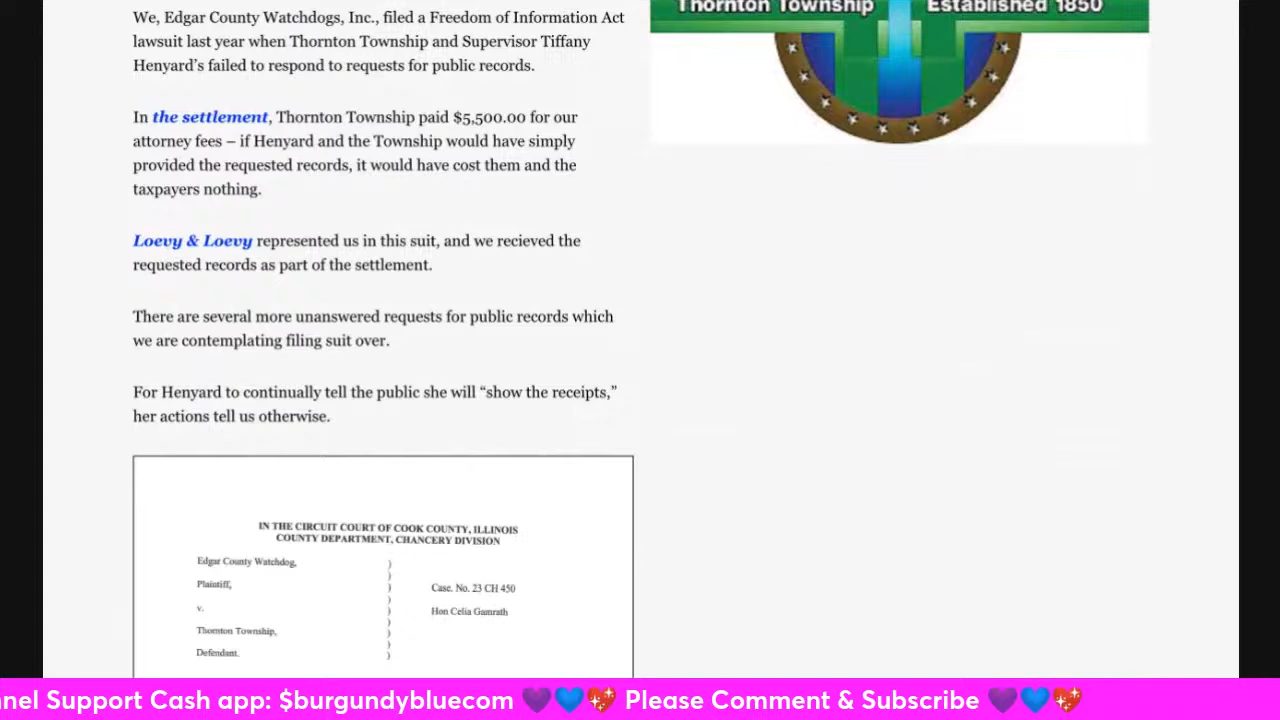 We, Edgar County Watchdogs, Inc., filed a Freedom of Information Act
lawsuit last year when Thornton Township and Supervisor Tiffany
Henyard’s failed to respond to requests for public records.
In the settlement, Thornton Township paid $5,500.00 for our
attorney fees – if Henyard and the Township would have simply
provided the requested records, it would have cost them and the
taxpayers nothing.
Loevy & Loevy represented us in this suit, and we recieved the
requested records as part of the settlement.
There are several more unanswered requests for public records which
we are contemplating filing suit over.
For Henyard to continually tell the public she will “show the receipts,”
her actions tell us otherwise.
Thornton Township Established 1850
IN THE CIRCUIT COURT OF COOK COUNTY, ILLINOIS
COUNTY DEPARTMENT, CHANCERY DIVISION
Edgar County Watchdog, )
)
Plaintiff, ) Case. No. 23 CH 450
)
v. ) Hon Celia Gamrath
)
Thornton Township, )
)
Defendant. )
nnel Support Cash app: $burgundybluecom 💜💙💖 Please Comment & Subscribe 💜💙💖